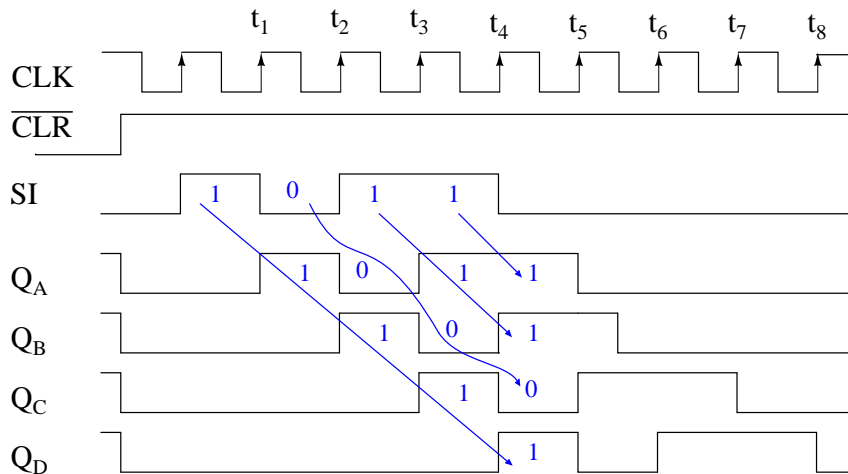 t1 t2 t3 t4 t5 t6 t7 t8
CLK
CLR
SI 1 0 1 1
QA 1 0 1 1
QB 1 0 1
QC 1 0
QD 1